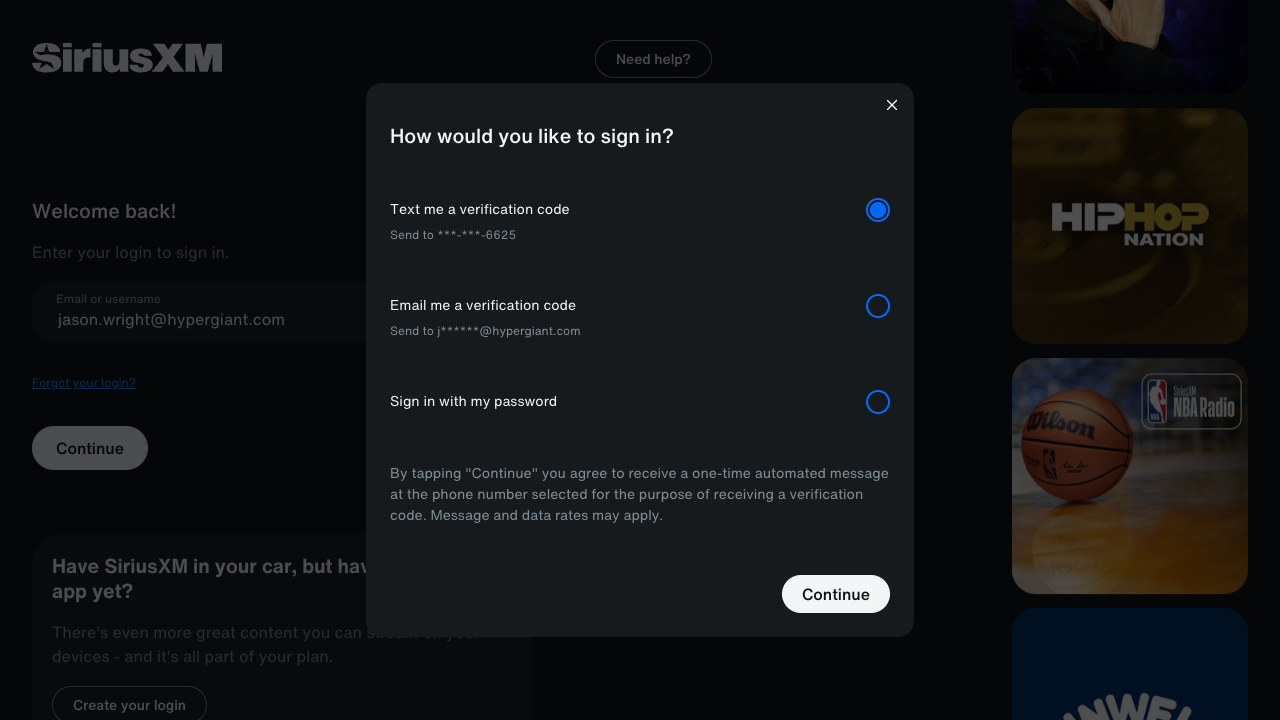 SiriusXM
Need help?
Welcome back!
Enter your login to sign in.
Email or username
jason.wright@hypergiant.com
Forgot your login?
Continue
Have SiriusXM in your car, but hav
app yet?
There's even more great content you can stream on your
devices - and it's all part of your plan.
Create your login
How would you like to sign in?
Text me a verification code
Send to ***-***-6625
Email me a verification code
Send to j******@hypergiant.com
Sign in with my password
By tapping "Continue" you agree to receive a one-time automated message
at the phone number selected for the purpose of receiving a verification
code. Message and data rates may apply.
Continue
HIPHOP
NATION
SiriusXM
NBA Radio
NBA
Wilson